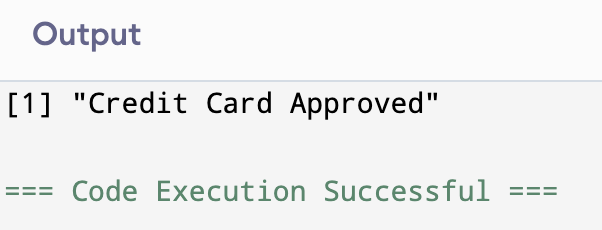 Output
[1] "Credit Card Approved"
=== Code Execution Successful ===